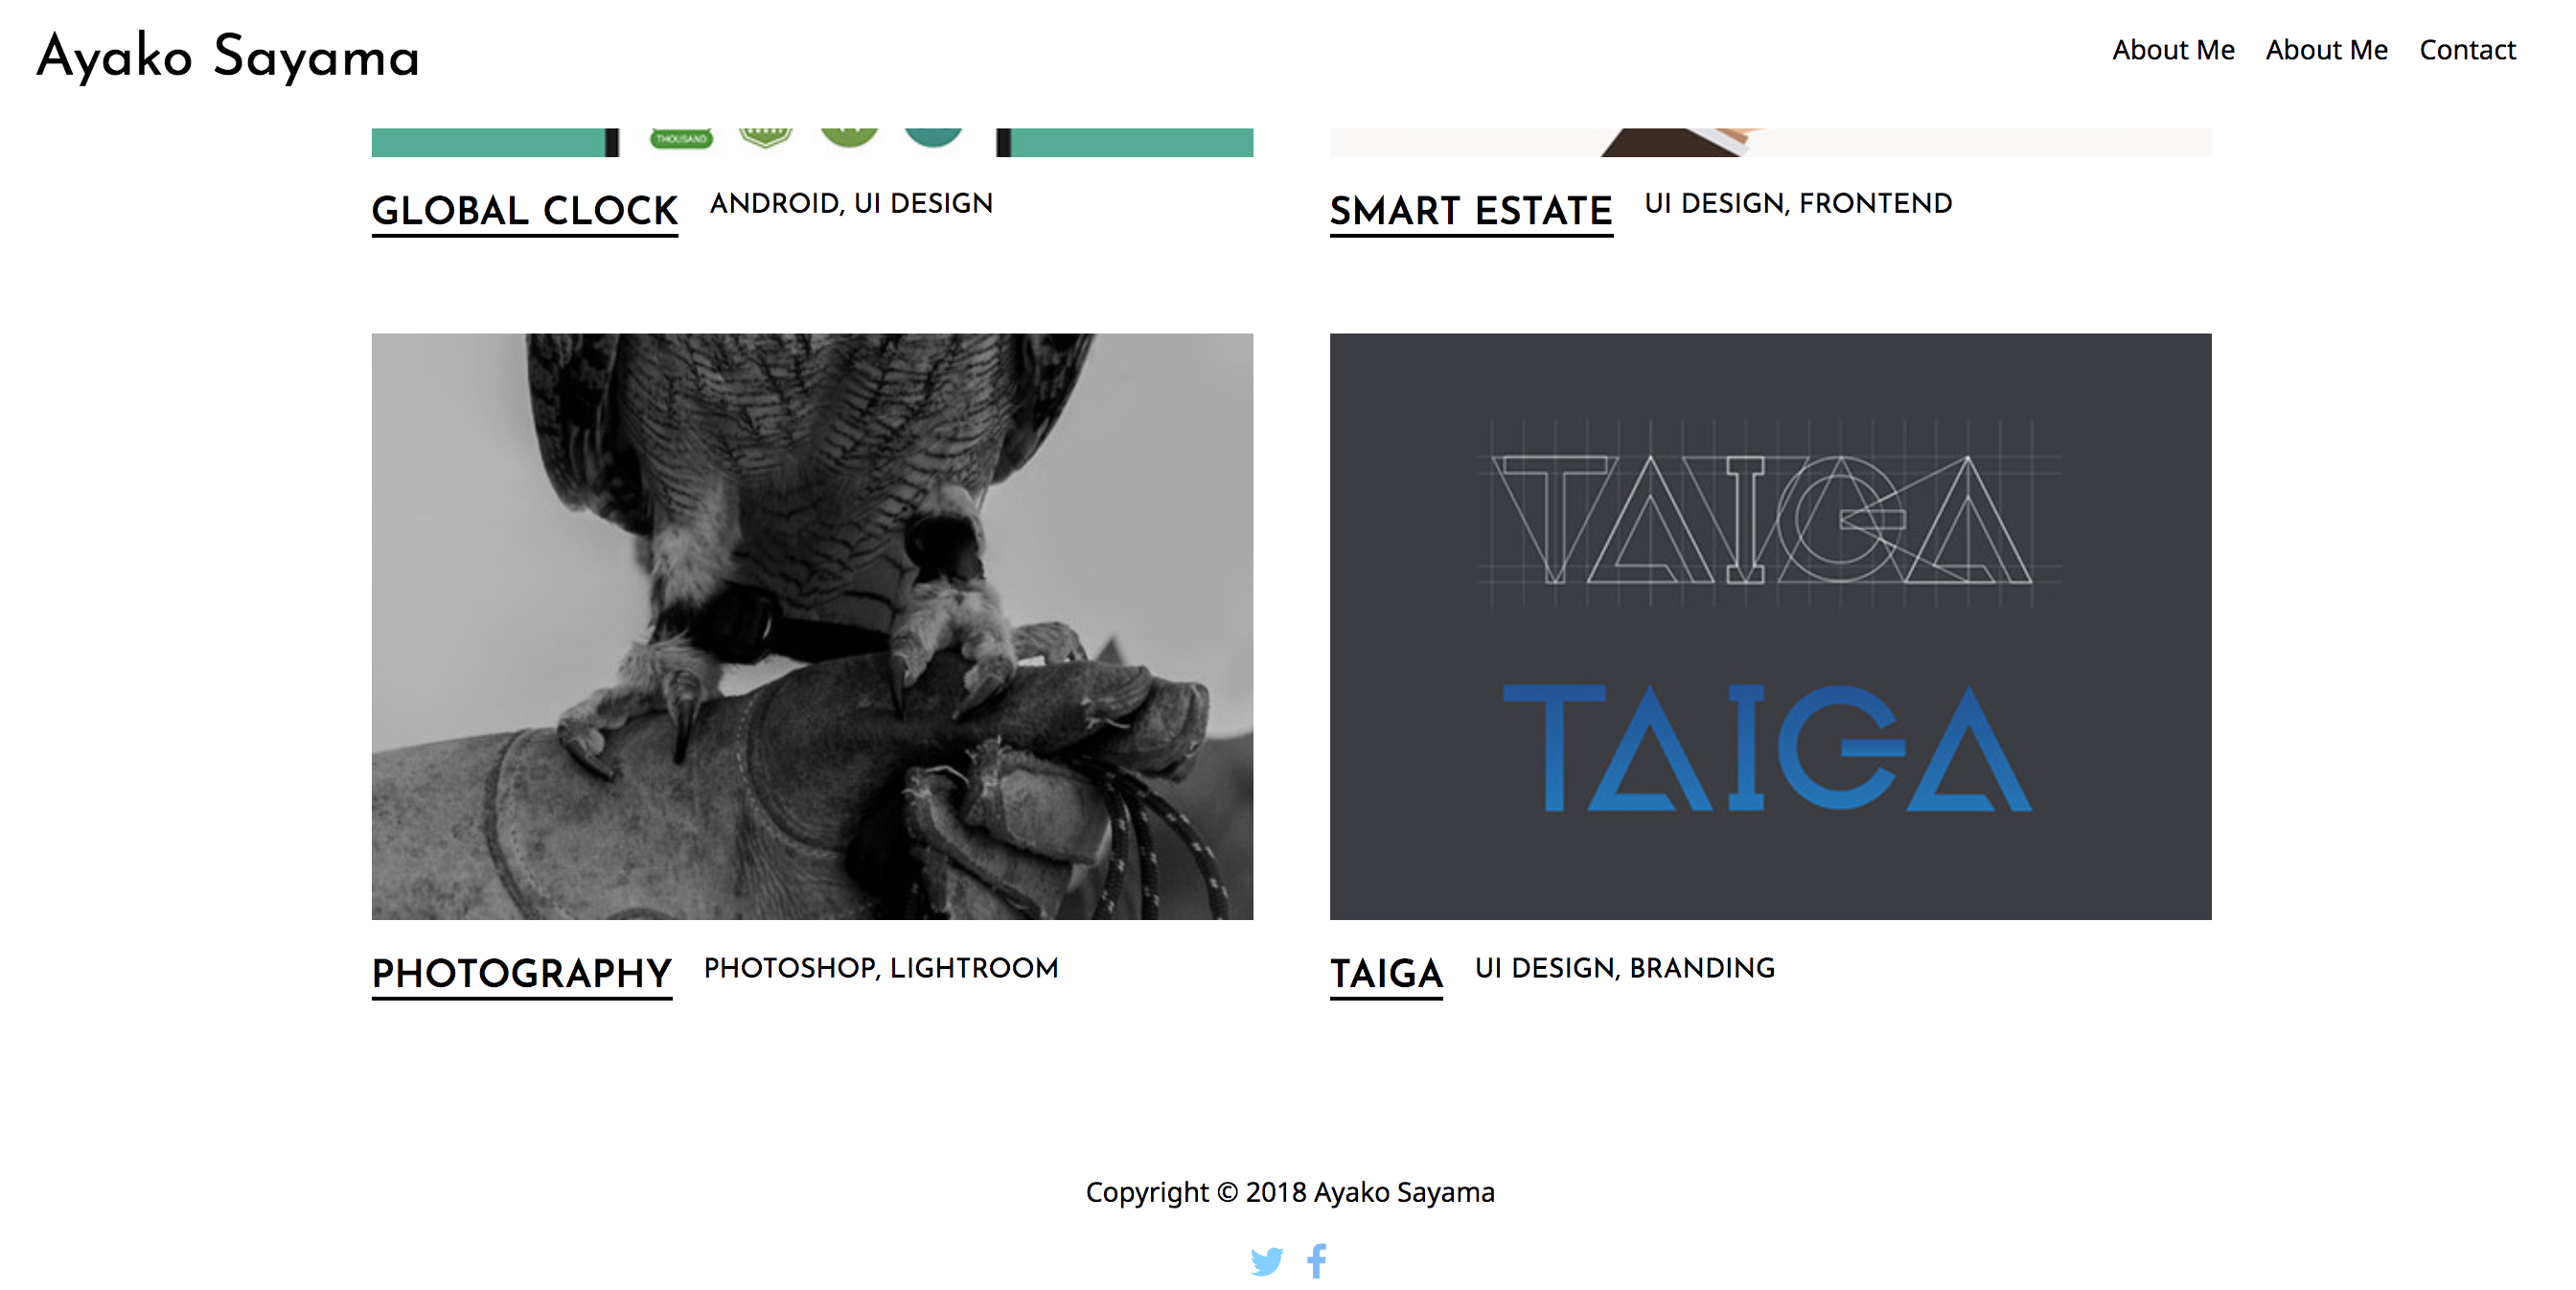 Ayako Sayama
About Me About Me Contact
THOUSAND
GLOBAL CLOCK ANDROID, UI DESIGN
SMART ESTATE UI DESIGN, FRONTEND
TAIGA
TAIGA
PHOTOGRAPHY PHOTOSHOP, LIGHTROOM
TAIGA UI DESIGN, BRANDING
Copyright © 2018 Ayako Sayama